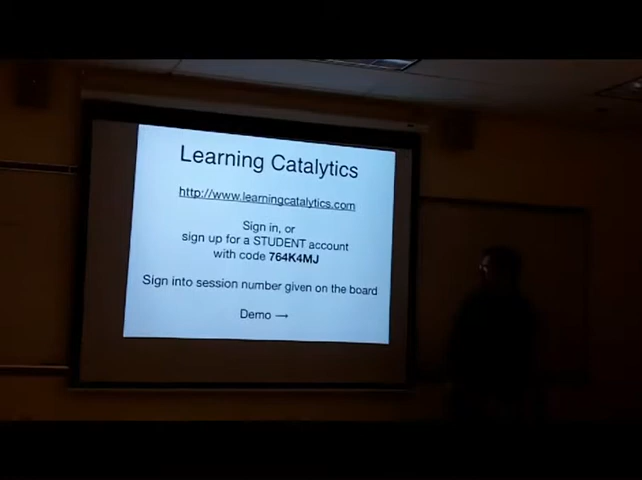 Learning Catalytics
http://www.learningcatalytics.com
Sign in, or
sign up for a STUDENT account
with code 764K4MJ
Sign into session number given on the board
Demo →